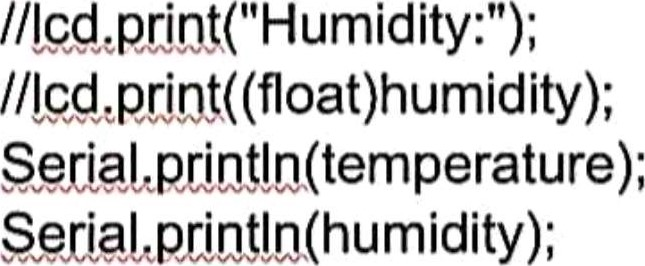 //lcd.print("Humidity:");
//lcd.print((float)humidity);
Serial.println(temperature);
Serial.println(humidity);